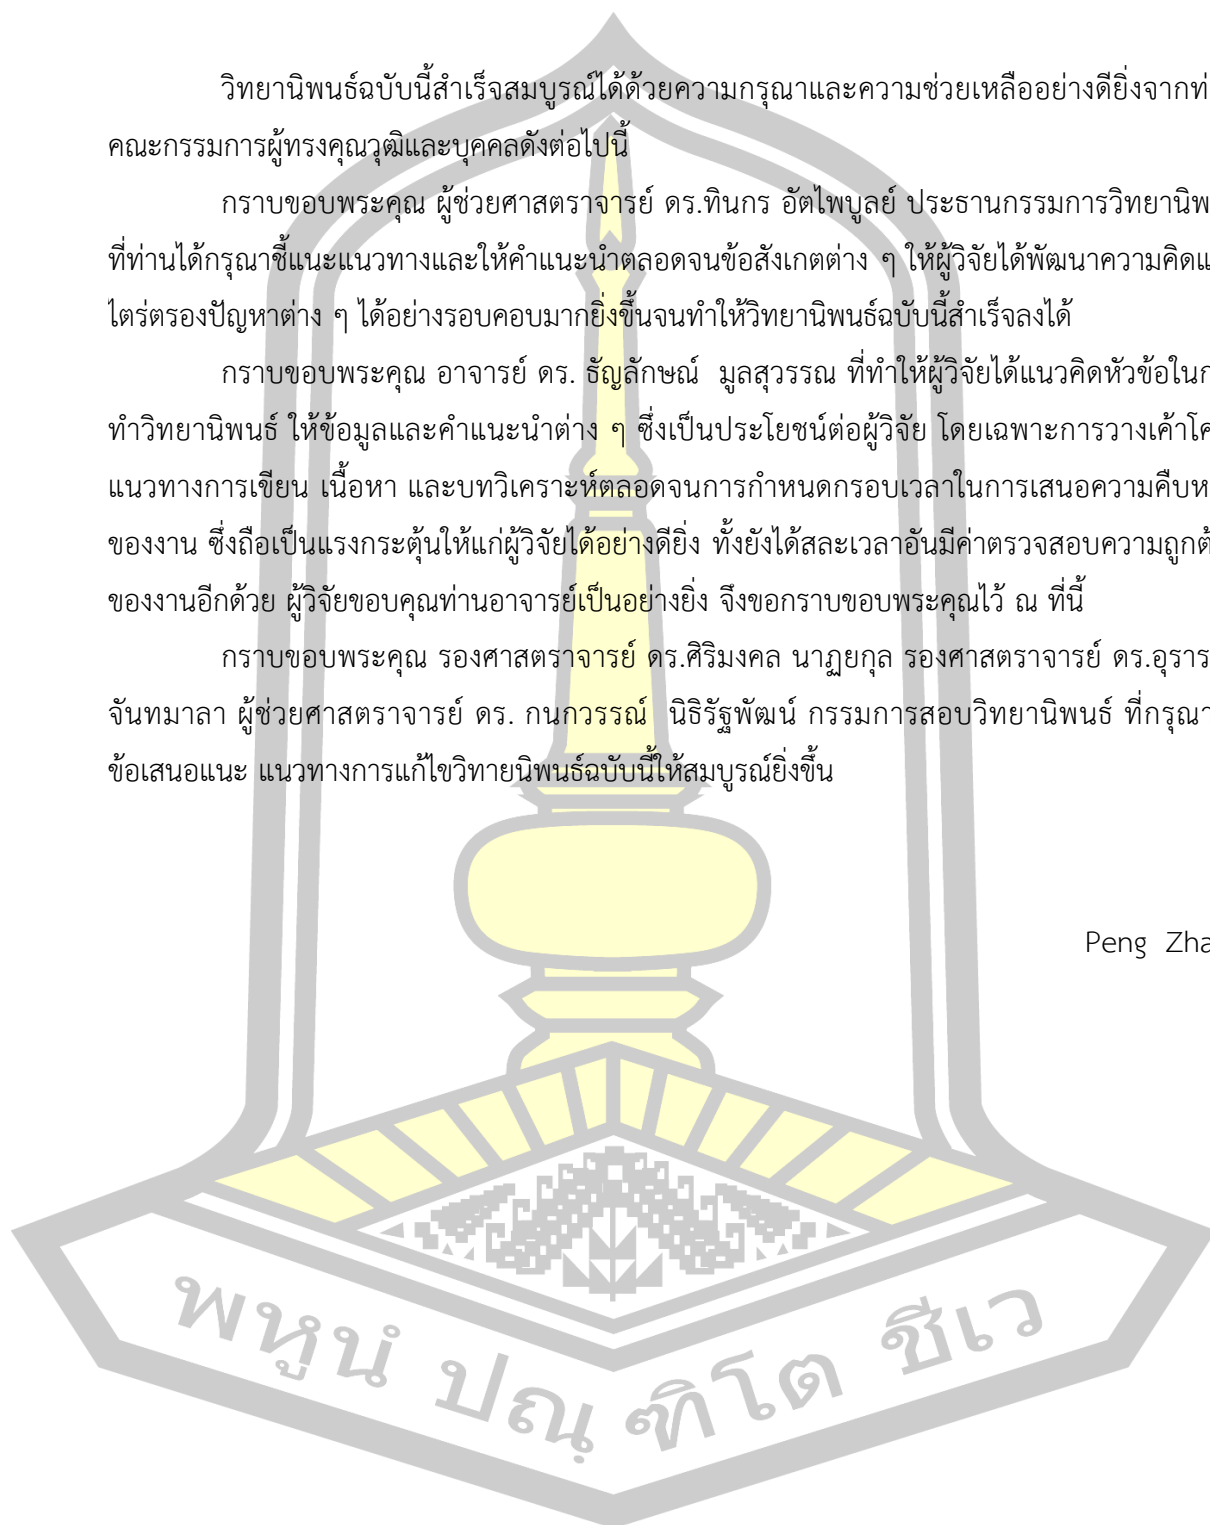 วิทยานิพนธ์ฉบับนี้สำเร็จสมบูรณ์ได้ด้วยความกรุณาและความช่วยเหลืออย่างดียิ่งจากท่
คณะกรรมการผู้ทรงคุณวุฒิและบุคคลดังต่อไปนี้
กราบขอบพระคุณ ผู้ช่วยศาสตราจารย์ ดร.ทินกร อัตไพบูลย์ ประธานกรรมการวิทยานิพ
ที่ท่านได้กรุณาชี้แนะแนวทางและให้คำแนะนำตลอดจนข้อสังเกตต่าง ๆ ให้ผู้วิจัยได้พัฒนาความคิดแ
ไตร่ตรองปัญหาต่าง ๆ ได้อย่างรอบคอบมากยิ่งขึ้นจนทำให้วิทยานิพนธ์ฉบับนี้สำเร็จลงได้
กราบขอบพระคุณ อาจารย์ ดร. ธัญลักษณ์ มูลสุวรรณ ที่ทำให้ผู้วิจัยได้แนวคิดหัวข้อในก
ทำวิทยานิพนธ์ ให้ข้อมูลและคำแนะนำต่าง ๆ ซึ่งเป็นประโยชน์ต่อผู้วิจัย โดยเฉพาะการวางเค้าโค
แนวทางการเขียน เนื้อหา และบทวิเคราะห์ตลอดจนการกำหนดกรอบเวลาในการเสนอความคืบห
ของงาน ซึ่งถือเป็นแรงกระตุ้นให้แก่ผู้วิจัยได้อย่างดียิ่ง ทั้งยังได้สละเวลาอันมีค่าตรวจสอบความถูกต้
ของงานอีกด้วย ผู้วิจัยขอบคุณท่านอาจารย์เป็นอย่างยิ่ง จึงขอกราบขอบพระคุณไว้ ณ ที่นี้
กราบขอบพระคุณ รองศาสตราจารย์ ดร.ศิริมงคล นาฏยกุล รองศาสตราจารย์ ดร.อุราร
จันทมาลา ผู้ช่วยศาสตราจารย์ ดร. กนกวรรณ์ นิธิรัฐพัฒน์ กรรมการสอบวิทยานิพนธ์ ที่กรุณา
ข้อเสนอแนะ แนวทางการแก้ไขวิทายนิพนธ์ฉบับนี้ให้สมบูรณ์ยิ่งขึ้น
Peng Zha
พหูนํ ปณฺฑิโต ชีเว